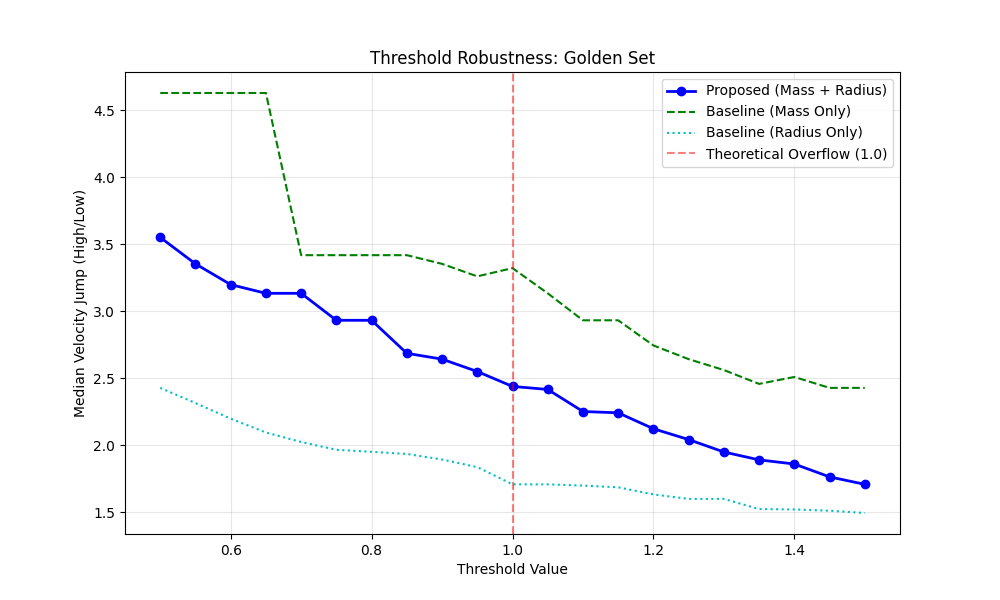 Threshold Robustness: Golden Set
Proposed (Mass + Radius)
Baseline (Mass Only)
Baseline (Radius Only)
Theoretical Overflow (1.0)
Median Velocity Jump (High/Low)
4.5
4.0
3.5
3.0
2.5
2.0
1.5
0.6 0.8 1.0 1.2 1.4
Threshold Value